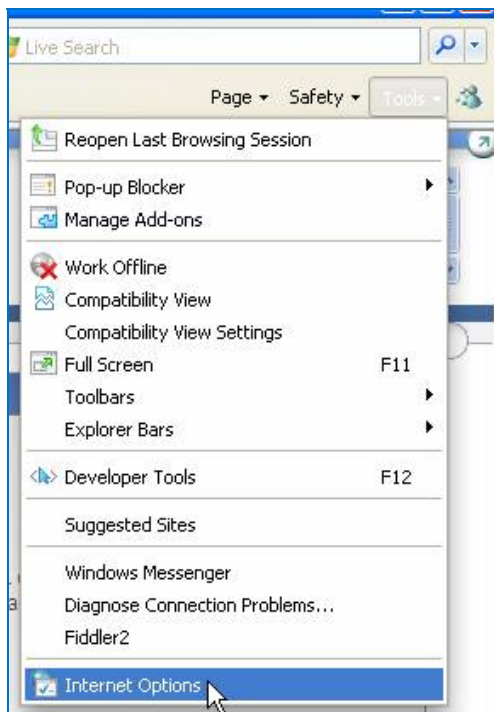 Live Search
Page Safety Tools
Reopen Last Browsing Session
Pop-up Blocker
Manage Add-ons
Work Offline
Compatibility View
Compatibility View Settings
Full Screen F11
Toolbars
Explorer Bars
Developer Tools F12
Suggested Sites
Windows Messenger
Diagnose Connection Problems...
Fiddler2
Internet Options